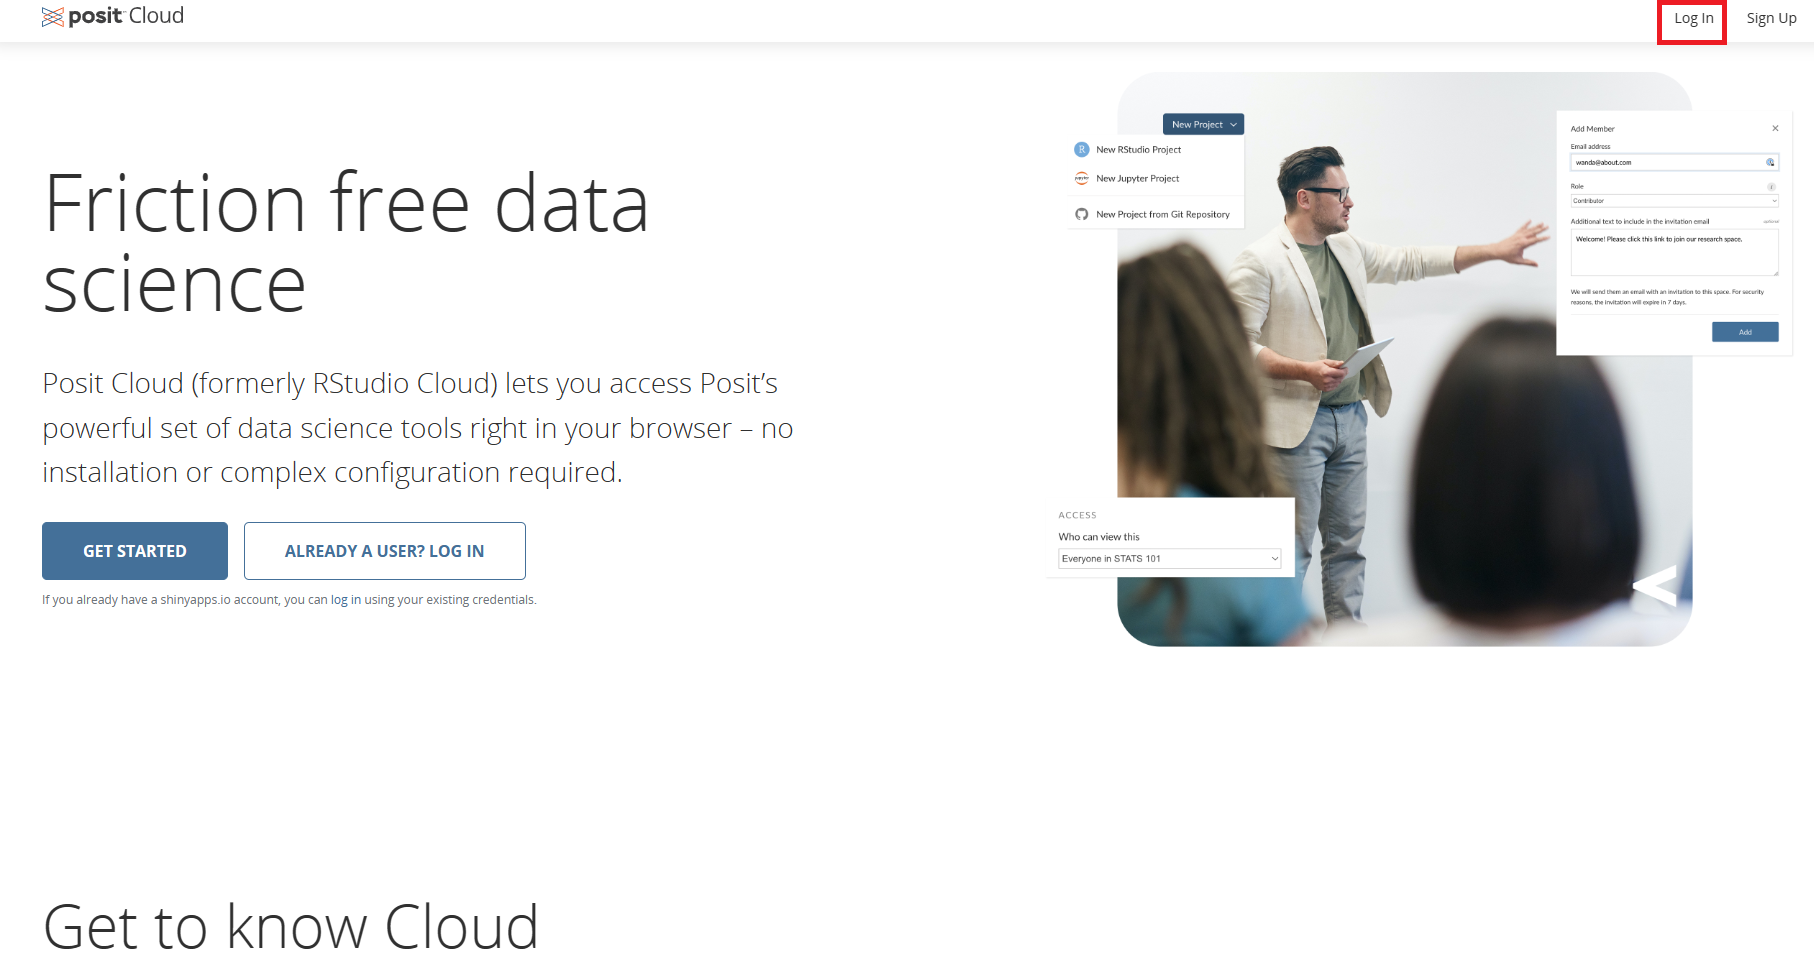 posit Cloud
Log In
Sign Up
Friction free data
science
Posit Cloud (formerly RStudio Cloud) lets you access Posit’s
powerful set of data science tools right in your browser – no
installation or complex configuration required.
GET STARTED
ALREADY A USER? LOG IN
If you already have a shinyapps.io account, you can log in using your existing credentials.
New Project
R New RStudio Project
jupyter New Jupyter Project
New Project from Git Repository
Add Member
Email address
wanda@about.com
Role
Contributor
Additional text to include in the invitation email optional
Welcome! Please click this link to join our research space.
We will send them an email with an invitation to this space. For security
reasons, the invitation will expire in 7 days.
Add
ACCESS
Who can view this
Everyone in STATS 101
Get to know Cloud